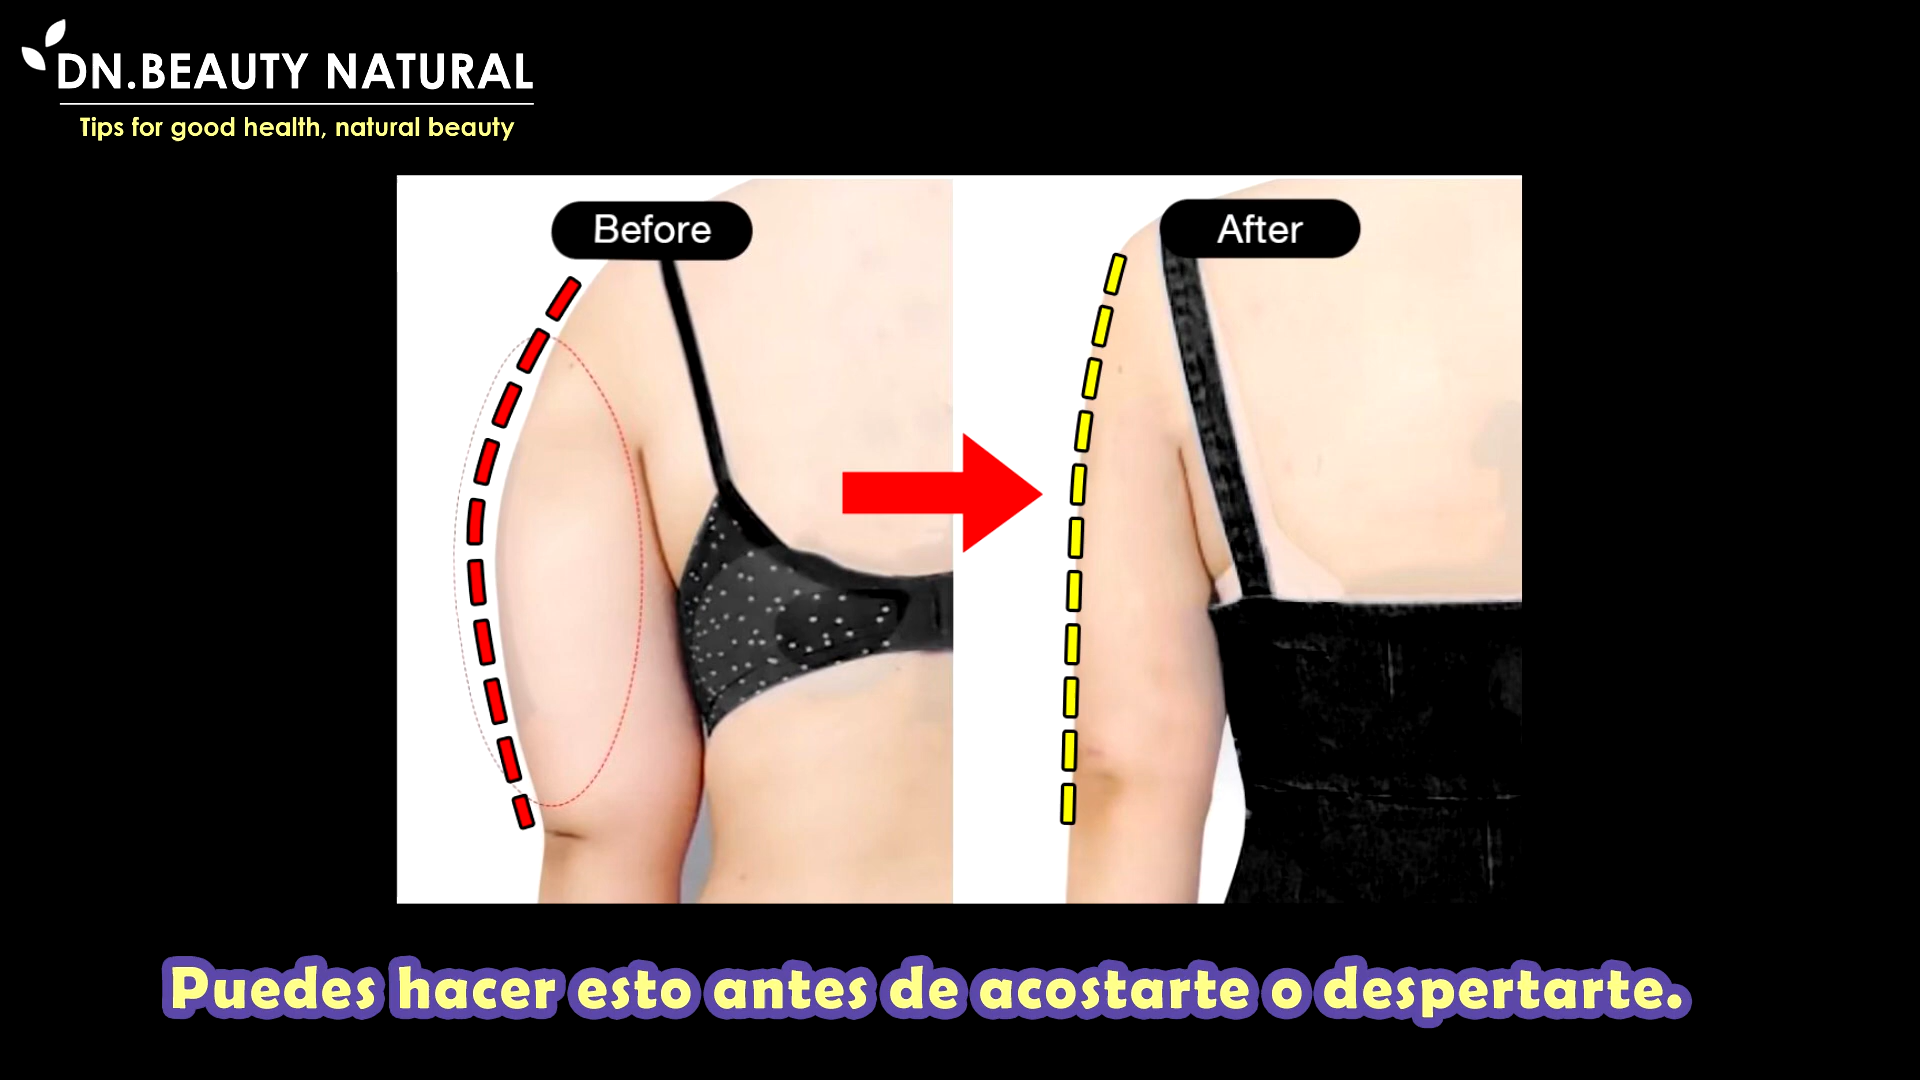 DN.BEAUTY NATURAL
Tips for good health, natural beauty
Before
After
Puedes hacer esto antes de acostarte o despertarte.